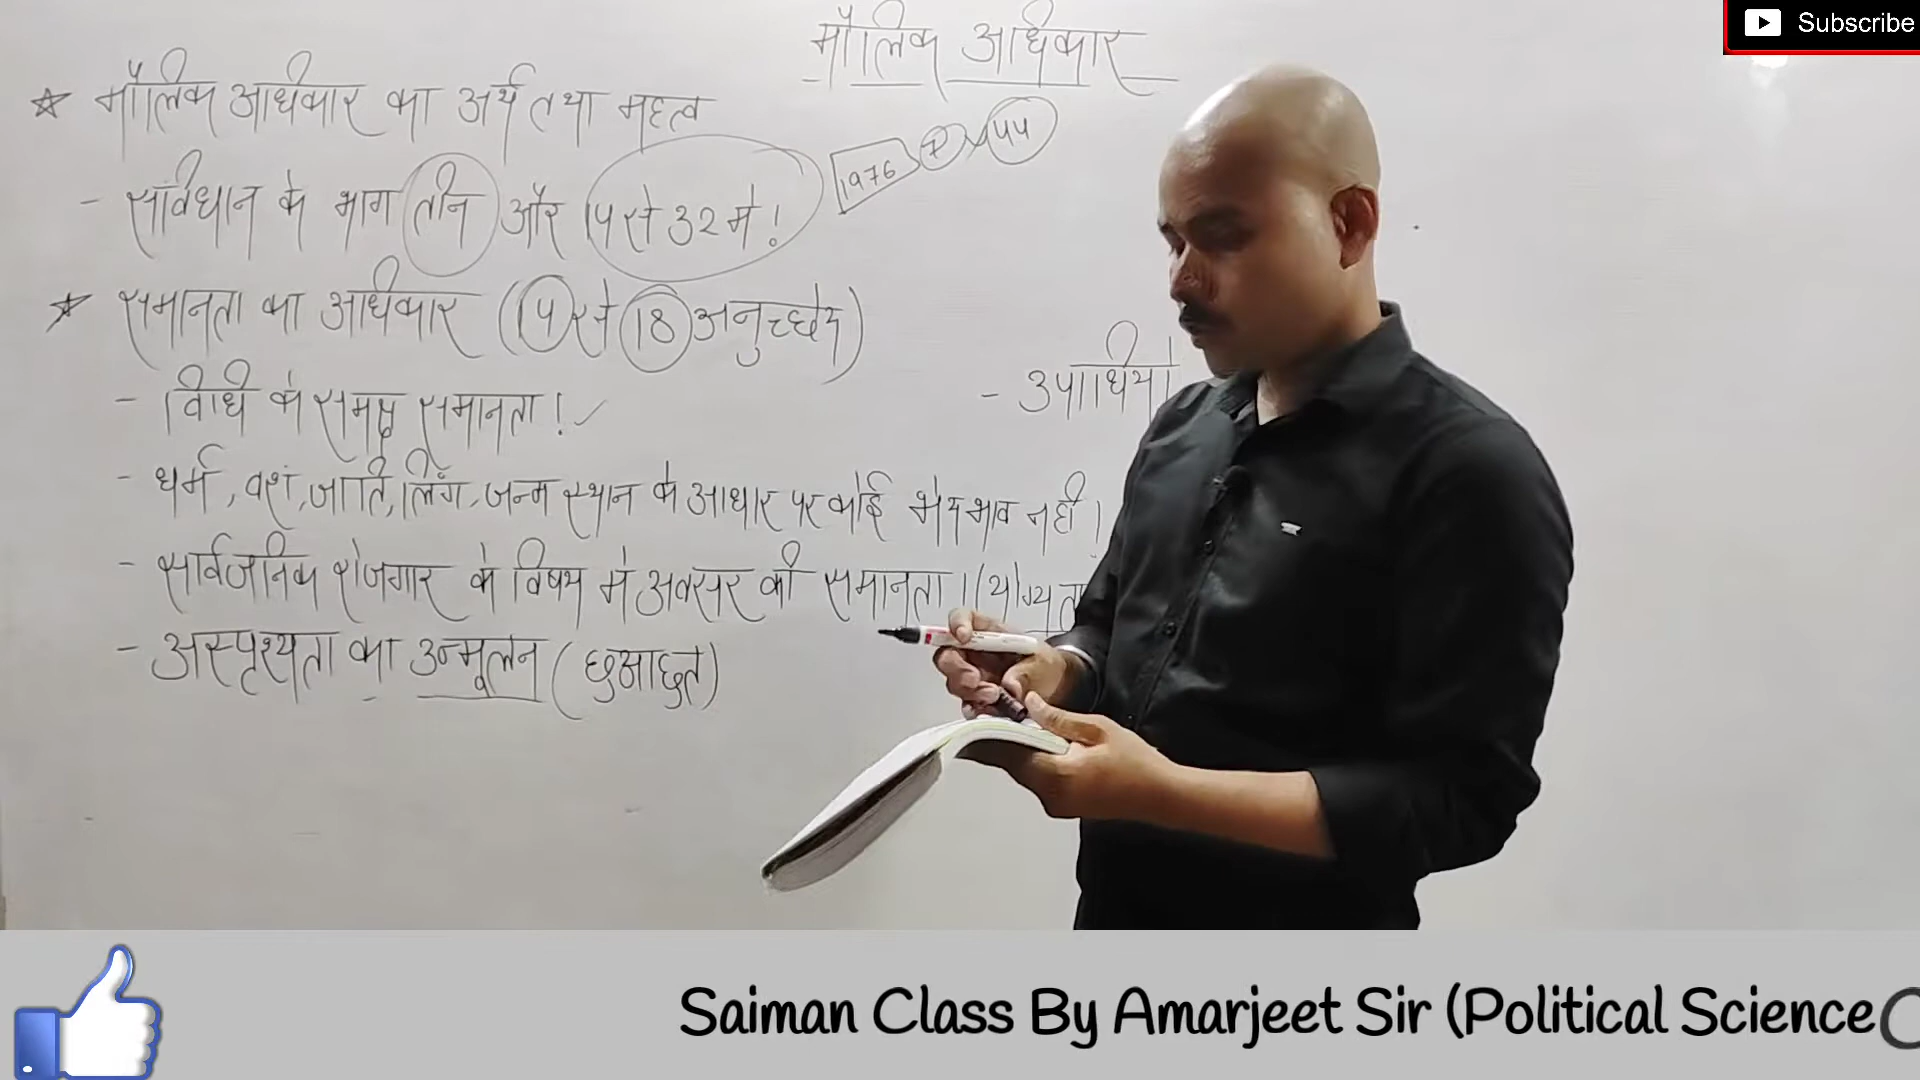 मौलिक अधिकार
★ मौलिक अधिकार का अर्थ तथा महत्व
- संविधान के भाग तीन और 14 से 32 में !
1976
44
★ समानता का अधिकार (14 से 18 अनुच्छेद)
- विधि के समक्ष समानता ! ✓
- उपाधियों
- धर्म, वंश, जाति, लिंग, जन्म स्थान के आधार पर कोई भेदभाव नहीं ।
- सार्वजनिक रोजगार के विषय में अवसर की समानता । (योग्यता
- अस्पृश्यता का उन्मूलन (छुआछुत)
Subscribe
Saiman Class By Amarjeet Sir (Political Science